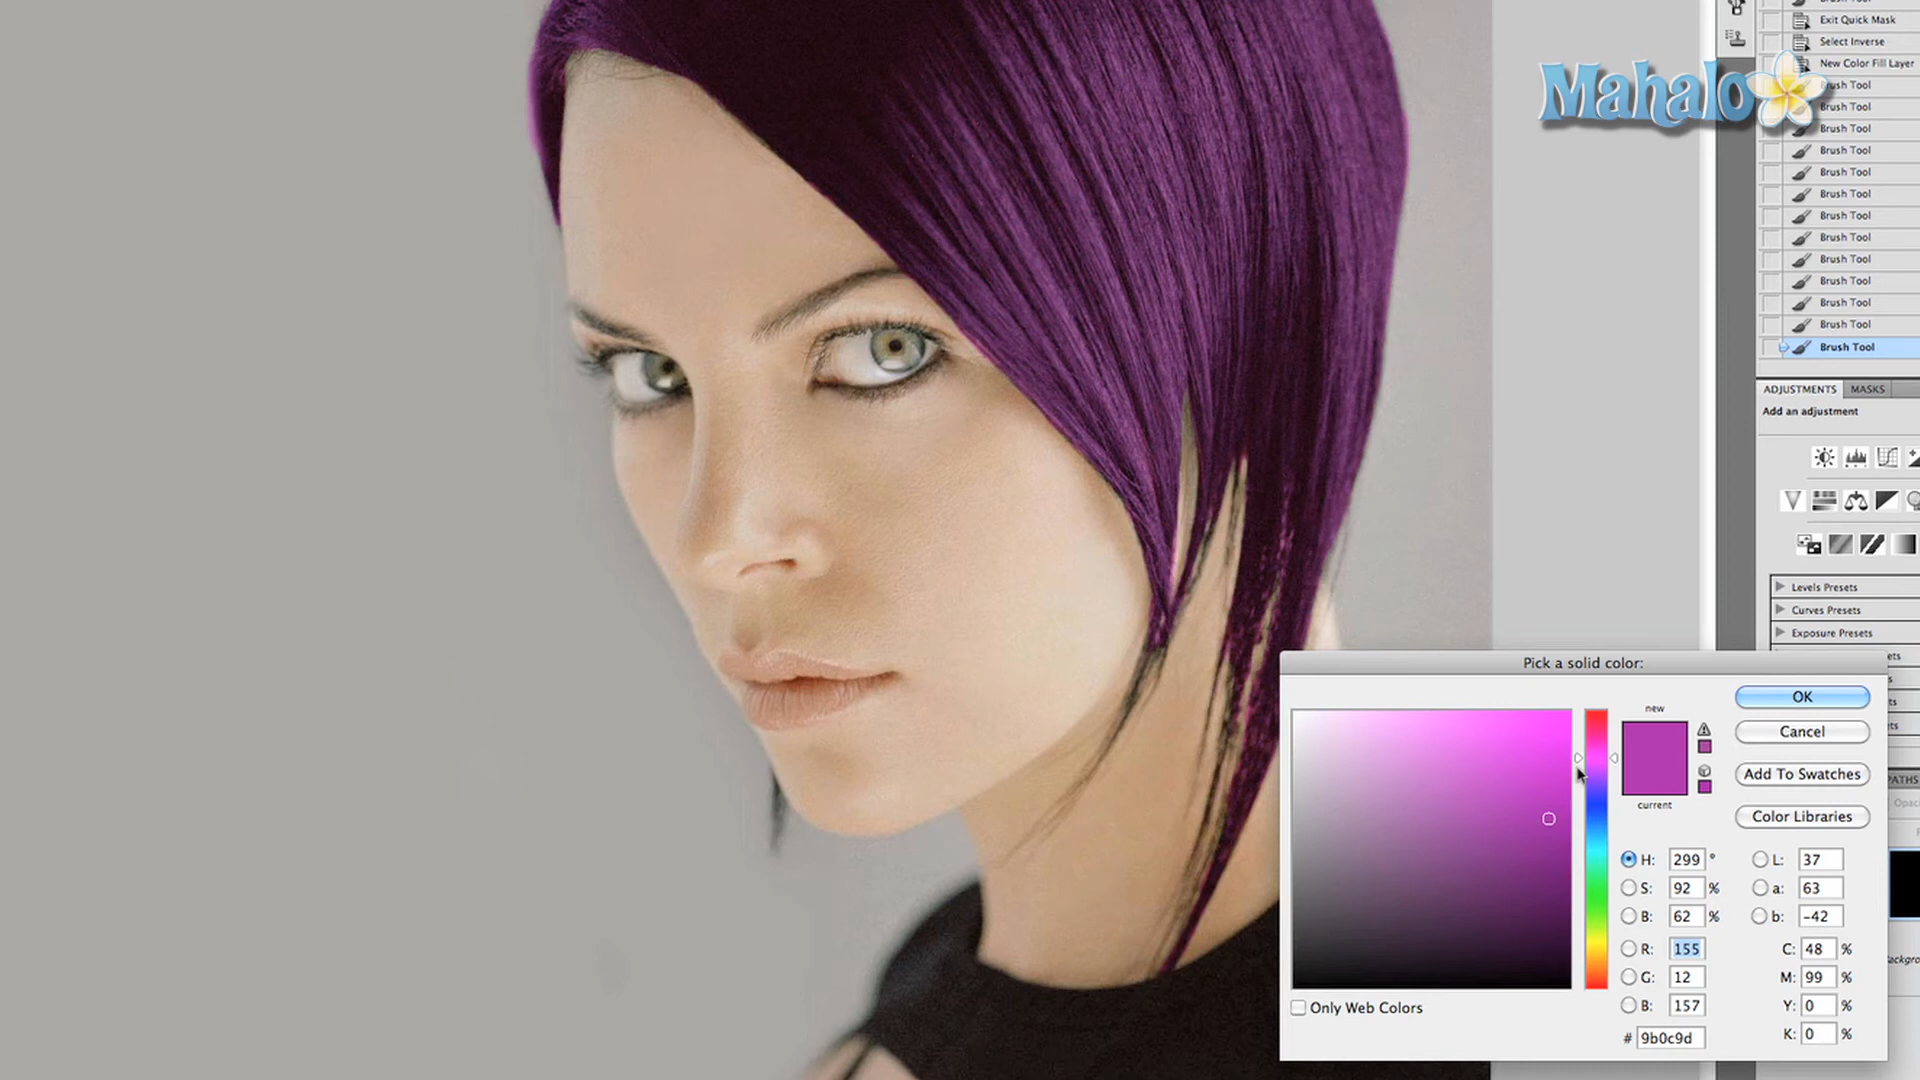 Brush Tool
Exit Quick Mask
Select Inverse
New Color Fill Layer
Mahalo
Brush Tool
Brush Tool
Brush Tool
Brush Tool
Brush Tool
Brush Tool
Brush Tool
Brush Tool
Brush Tool
Brush Tool
Brush Tool
Brush Tool
Brush Tool
ADJUSTMENTS MASKS
Add an adjustment
Levels Presets
Curves Presets
Exposure Presets
Pick a solid color:
new
current
OK
Cancel
Add To Swatches
Color Libraries
H: 299 °
S: 92 %
B: 62 %
R: 155
G: 12
B: 157
# 9b0c9d
L: 37
a: 63
b: -42
C: 48 %
M: 99 %
Y: 0 %
K: 0 %
Only Web Colors